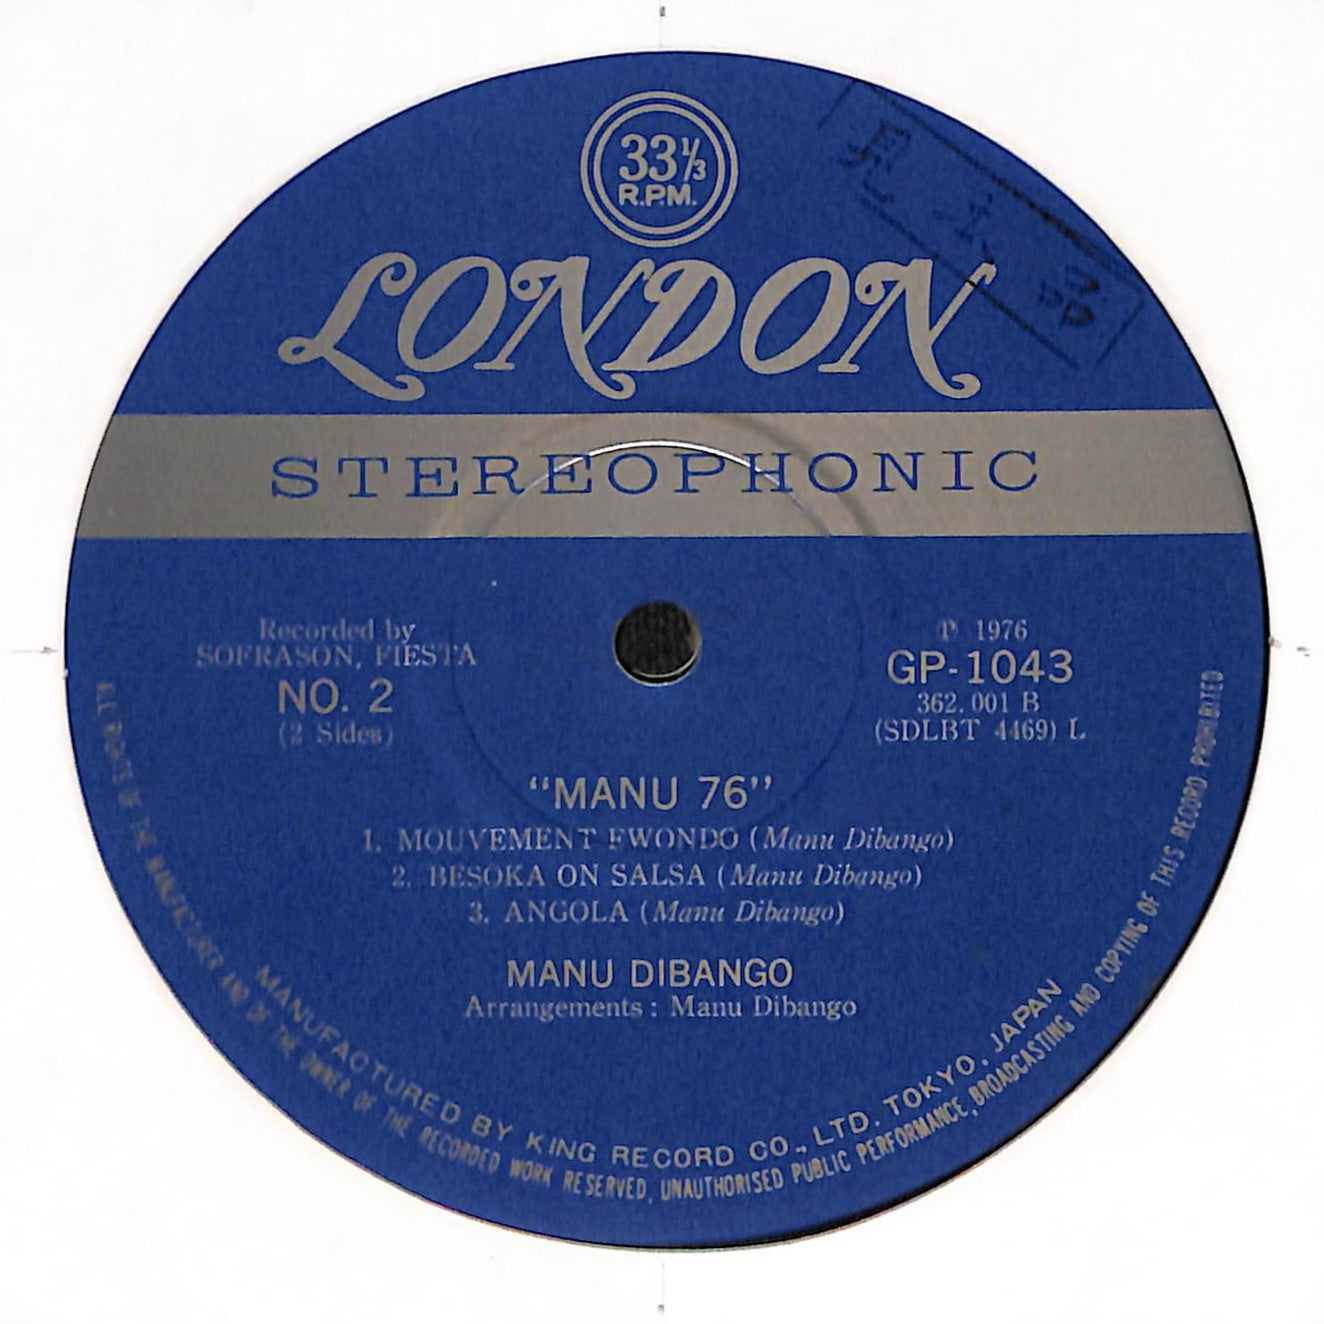 33⅓
R.P.M.
LONDON
STEREOPHONIC
Recorded by
SOFRASON, FIESTA
NO. 2
(2 Sides)
Ⓟ 1976
GP-1043
362.001 B
(SDLBT 4469) L
“MANU 76”
1. MOUVEMENT EWONDO (Manu Dibango)
2. BESOKA ON SALSA (Manu Dibango)
3. ANGOLA (Manu Dibango)
MANU DIBANGO
Arrangements : Manu Dibango
MANUFACTURED BY KING RECORD CO., LTD. TOKYO. JAPAN
ALL RIGHTS OF THE MANUFACTURER AND OF THE OWNER OF THE RECORDED WORK RESERVED, UNAUTHORISED PUBLIC PERFORMANCE, BROADCASTING AND COPYING OF THIS RECORD PROHIBITED